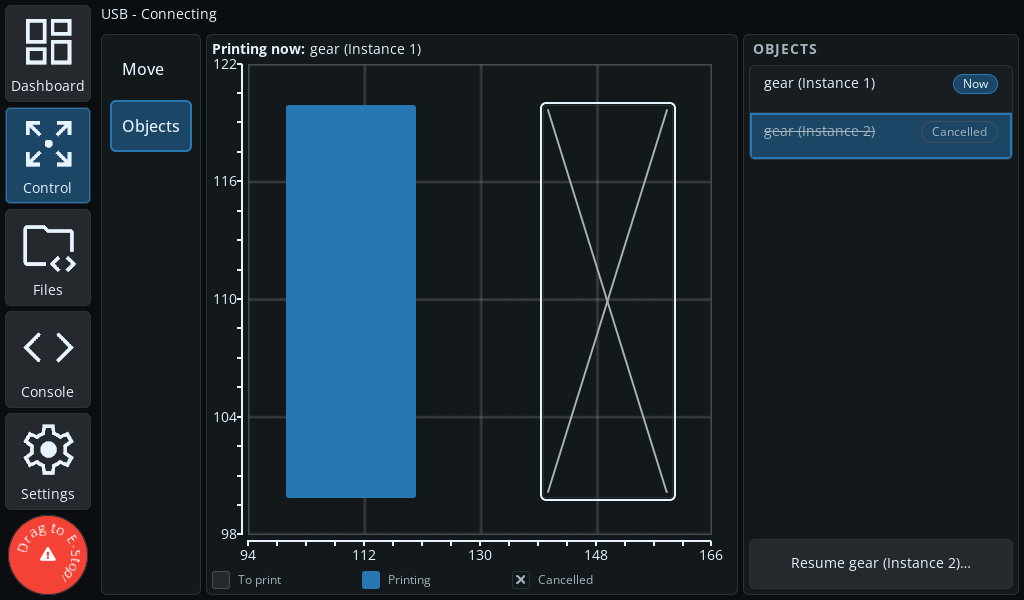 USB - Connecting
Dashboard
Control
Files
Console
Settings
Drag to E-Stop!
Move
Objects
Printing now: gear (Instance 1)
122
116
110
104
98
94 112 130 148 166
To print Printing Cancelled
OBJECTS
gear (Instance 1) Now
gear (Instance 2) Cancelled
Resume gear (Instance 2)...